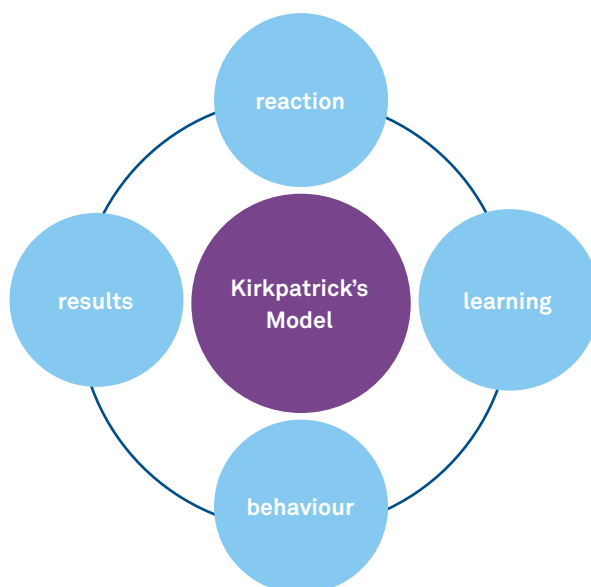 reaction
results
Kirkpatrick’s
Model
learning
behaviour